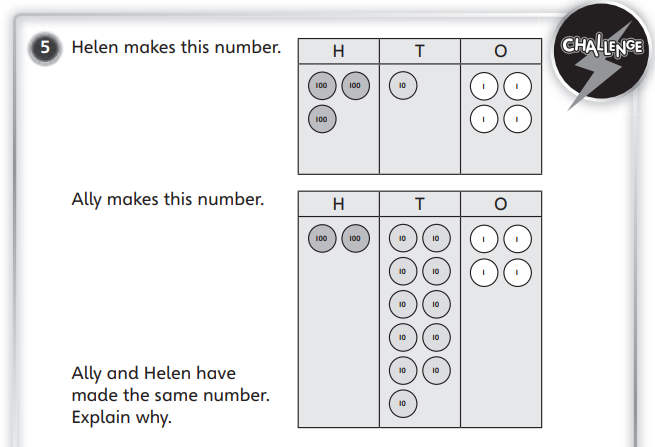 CHALLENGE
5 Helen makes this number.
H T O
100 100 10 1 1
100 1 1
Ally makes this number.
H T O
100 100 10 10 1 1
10 10 1 1
10 10
10 10
10 10
10
Ally and Helen have
made the same number.
Explain why.